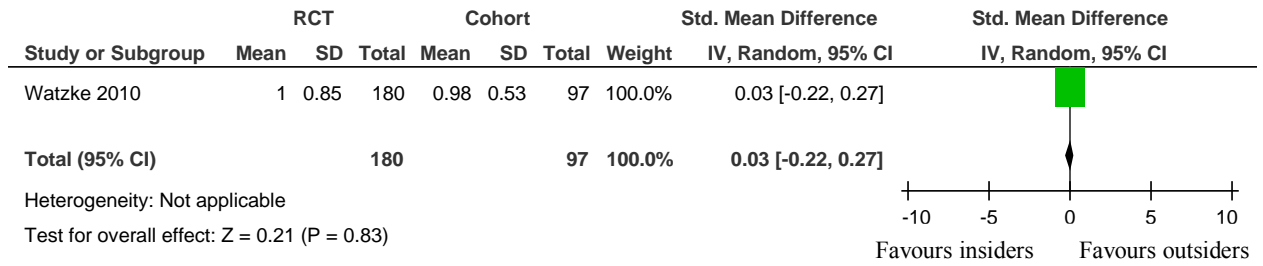 RCT Cohort Std. Mean Difference Std. Mean Difference
Study or Subgroup Mean SD Total Mean SD Total Weight IV, Random, 95% CI IV, Random, 95% CI
Watzke 2010 1 0.85 180 0.98 0.53 97 100.0% 0.03 [-0.22, 0.27]
Total (95% CI) 180 97 100.0% 0.03 [-0.22, 0.27]
Heterogeneity: Not applicable
Test for overall effect: Z = 0.21 (P = 0.83)
-10 -5 0 5 10
Favours insiders Favours outsiders